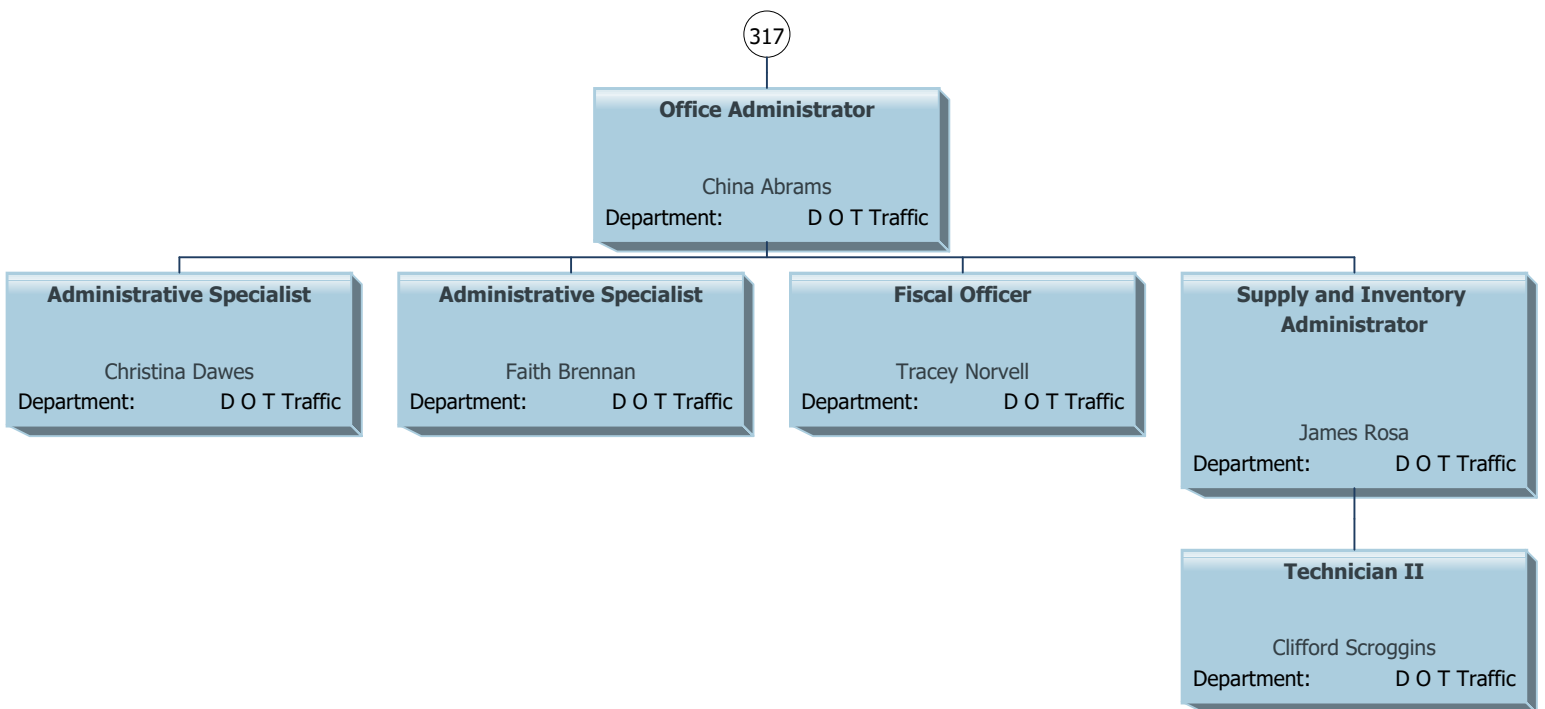 317
Office Administrator
China Abrams
Department: D O T Traffic
Administrative Specialist
Christina Dawes
Department: D O T Traffic
Administrative Specialist
Faith Brennan
Department: D O T Traffic
Fiscal Officer
Tracey Norvell
Department: D O T Traffic
Supply and Inventory
Administrator
James Rosa
Department: D O T Traffic
Technician II
Clifford Scroggins
Department: D O T Traffic